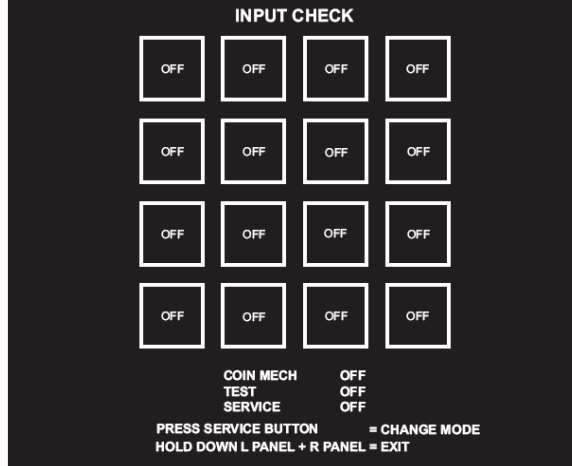 INPUT CHECK
OFF OFF OFF OFF
OFF OFF OFF OFF
OFF OFF OFF OFF
OFF OFF OFF OFF
COIN MECH OFF
TEST OFF
SERVICE OFF
PRESS SERVICE BUTTON = CHANGE MODE
HOLD DOWN L PANEL + R PANEL = EXIT